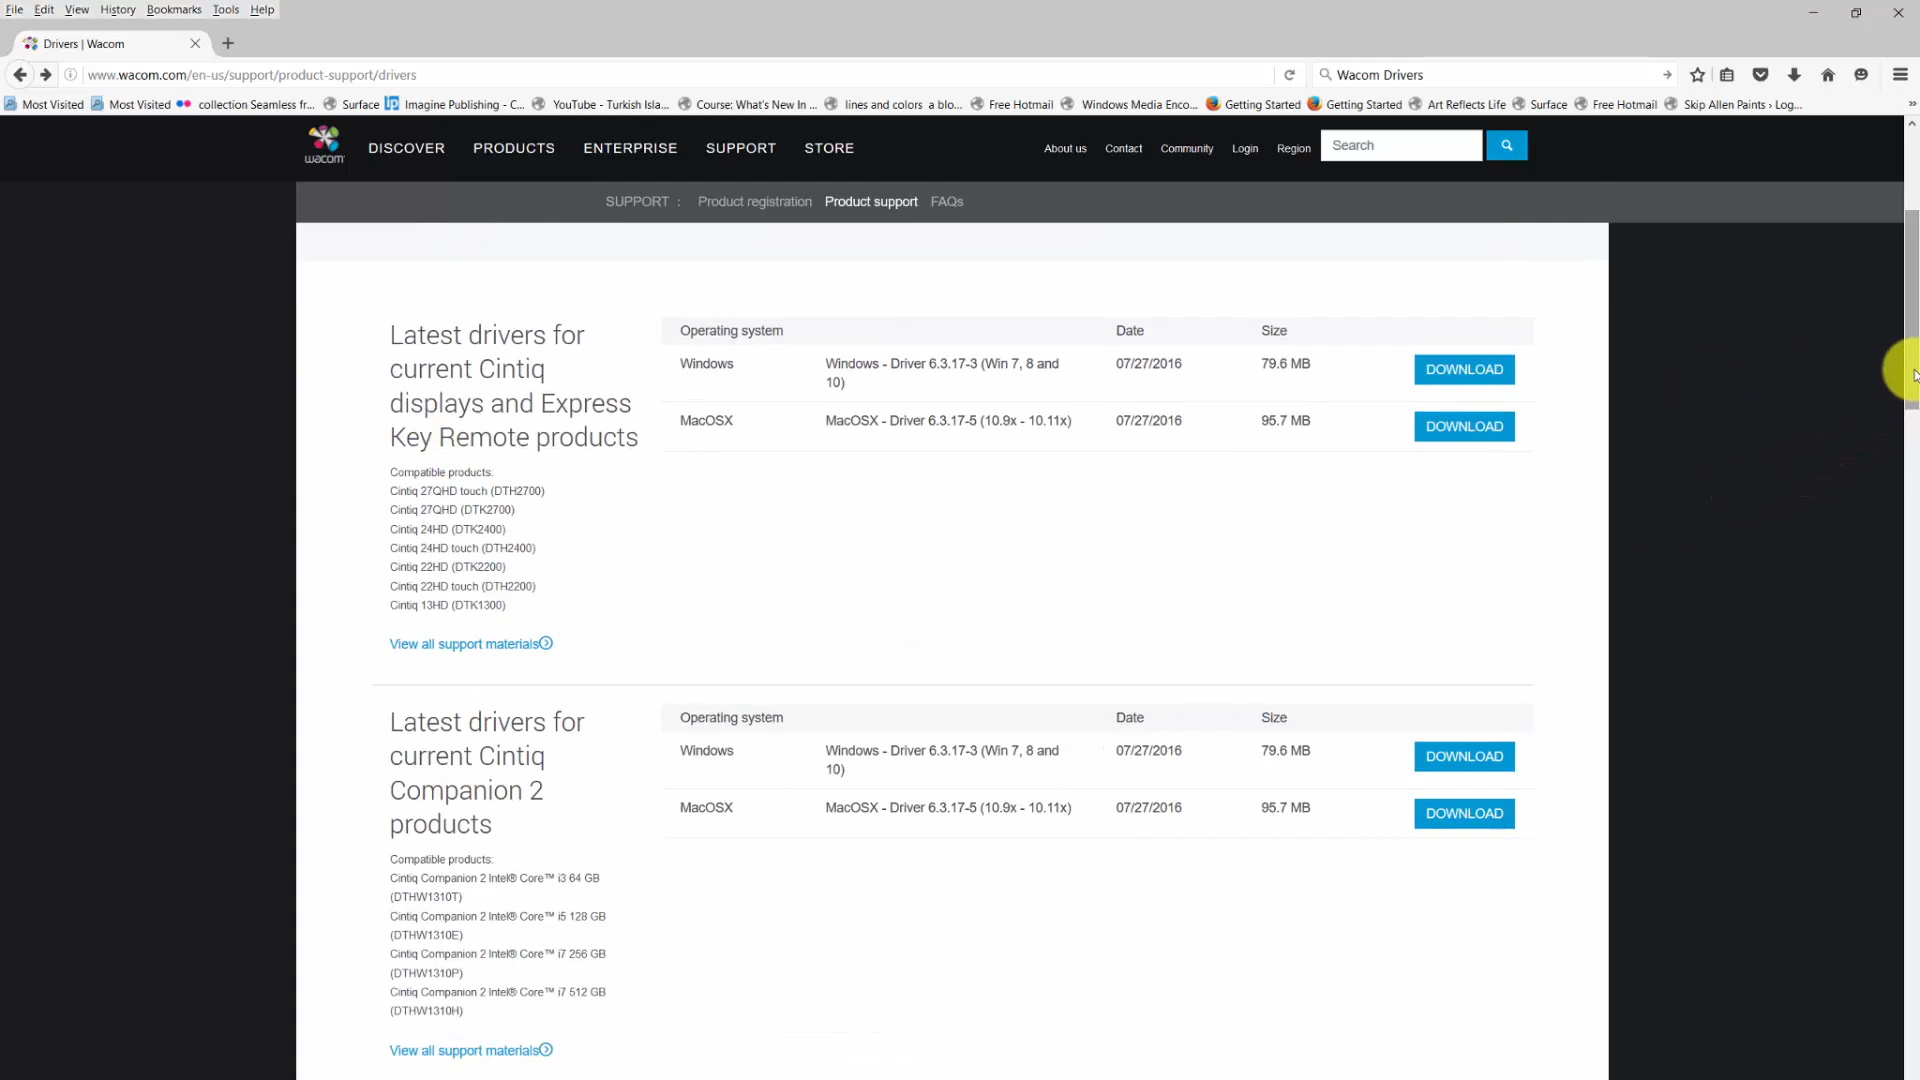 File Edit View History Bookmarks Tools Help
Drivers | Wacom
www.wacom.com/en-us/support/product-support/drivers
Wacom Drivers
Most Visited Most Visited collection Seamless fr... Surface Imagine Publishing - C... YouTube - Turkish Isla... Course: What's New In ... lines and colors a blo... Free Hotmail Windows Media Enco... Getting Started Getting Started Art Reflects Life Surface Free Hotmail Skip Allen Paints › Log...
wacom DISCOVER PRODUCTS ENTERPRISE SUPPORT STORE About us Contact Community Login Region Search
SUPPORT : Product registration Product support FAQs
Latest drivers for
current Cintiq
displays and Express
Key Remote products
Compatible products:
Cintiq 27QHD touch (DTH2700)
Cintiq 27QHD (DTK2700)
Cintiq 24HD (DTK2400)
Cintiq 24HD touch (DTH2400)
Cintiq 22HD (DTK2200)
Cintiq 22HD touch (DTH2200)
Cintiq 13HD (DTK1300)
View all support materials
Operating system Date Size
Windows Windows - Driver 6.3.17-3 (Win 7, 8 and 07/27/2016 79.6 MB DOWNLOAD
10)
MacOSX MacOSX - Driver 6.3.17-5 (10.9x - 10.11x) 07/27/2016 95.7 MB DOWNLOAD
Latest drivers for
current Cintiq
Companion 2
products
Compatible products:
Cintiq Companion 2 Intel® Core™ i3 64 GB
(DTHW1310T)
Cintiq Companion 2 Intel® Core™ i5 128 GB
(DTHW1310E)
Cintiq Companion 2 Intel® Core™ i7 256 GB
(DTHW1310P)
Cintiq Companion 2 Intel® Core™ i7 512 GB
(DTHW1310H)
View all support materials
Operating system Date Size
Windows Windows - Driver 6.3.17-3 (Win 7, 8 and 07/27/2016 79.6 MB DOWNLOAD
10)
MacOSX MacOSX - Driver 6.3.17-5 (10.9x - 10.11x) 07/27/2016 95.7 MB DOWNLOAD